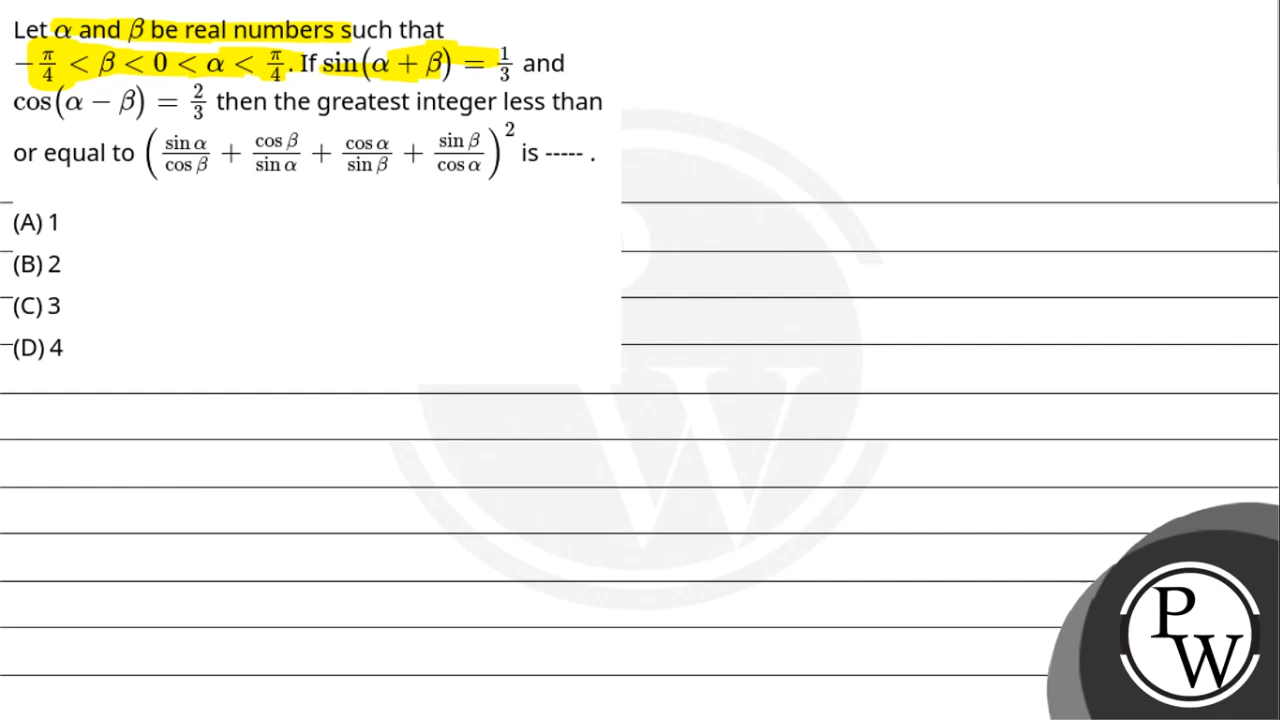 Let α and β be real numbers such that
−π/4 < β < 0 < α < π/4. If sin(α + β) = 1/3 and
cos(α − β) = 2/3 then the greatest integer less than
or equal to (sin α/cos β + cos β/sin α + cos α/sin β + sin β/cos α)² is ----- .
(A) 1
(B) 2
(C) 3
(D) 4
P
W